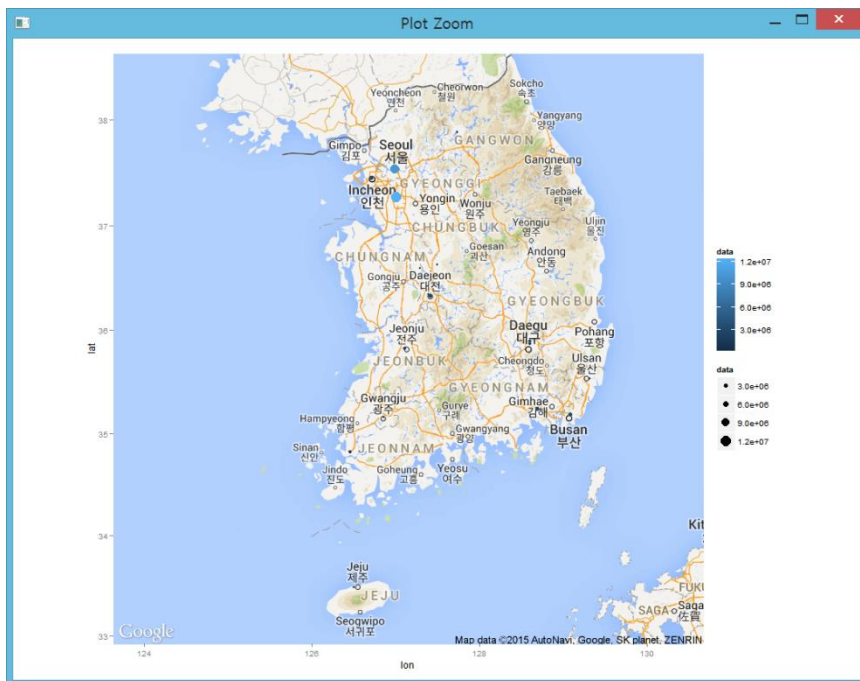 Plot Zoom
Sokcho
속초
Cheorwon
철원
Yeoncheon
연천
Yangyang
양양
38
Gimpo
김포
Seoul
서울
GANGWON
Gangneung
강릉
GYEONGGI
Incheon
인천
Yongin
용인
Wonju
원주
Taebaek
태백
37
CHUNGBUK
Yeongju
영주
Uljin
울진
Goesan
괴산
Andong
안동
CHUNGNAM
Gongju
공주
Daejeon
대전
GYEONGBUK
36
Jeonju
전주
Daegu
대구
Pohang
포항
JEONBUK
Cheongdo
청도
Ulsan
울산
GYEONGNAM
Gwangju
광주
Gurye
구례
Gimhae
김해
Hampyeong
함평
Busan
부산
35
Gwangyang
광양
Sinan
신안
JEONNAM
Jindo
진도
Goheung
고흥
Yeosu
여수
34
Kit
Jeju
제주
JEJU
FUKU
SAGA
Saga
佐賀
Seogwipo
서귀포
33
Google
Map data ©2015 AutoNavi, Google, SK planet, ZENRIN
124
126
128
130
lon
lat
data
1.2e+07
9.0e+06
6.0e+06
3.0e+06
data
3.0e+06
6.0e+06
9.0e+06
1.2e+07